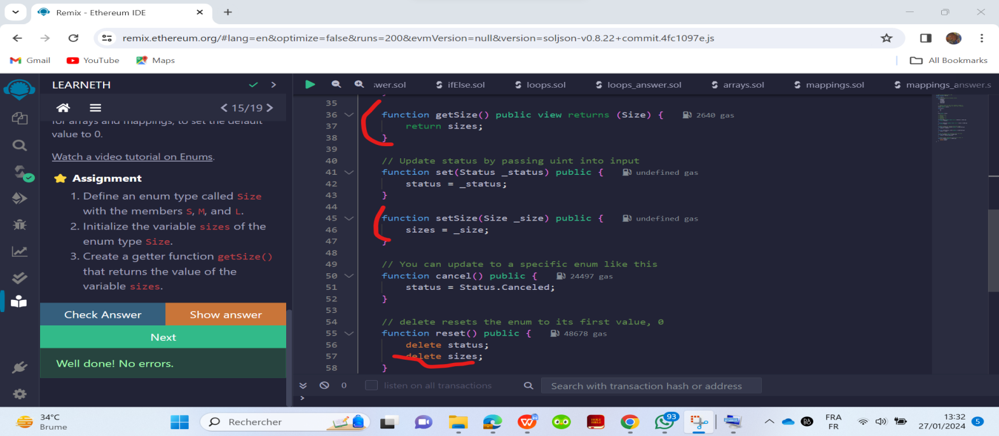 Remix - Ethereum IDE
remix.ethereum.org/#lang=en&optimize=false&runs=200&evmVersion=null&version=soljson-v0.8.22+commit.4fc1097e.js
Gmail YouTube Maps All Bookmarks
LEARNETH
15/19
for arrays and mappings, to set the default
value to 0.
Watch a video tutorial on Enums.
Assignment
1. Define an enum type called Size
with the members S, M, and L.
2. Initialize the variable sizes of the
enum type Size.
3. Create a getter function getSize()
that returns the value of the
variable sizes.
Check Answer Show answer
Next
Well done! No errors.
wer.sol ifElse.sol loops.sol loops_answer.sol arrays.sol mappings.sol mappings_answer.s
35
36 function getSize() public view returns (Size) { 2640 gas
37 return sizes;
38 }
39
40 // Update status by passing uint into input
41 function set(Status _status) public { undefined gas
42 status = _status;
43 }
44
45 function setSize(Size _size) public { undefined gas
46 sizes = _size;
47 }
48
49 // You can update to a specific enum like this
50 function cancel() public { 24497 gas
51 status = Status.Canceled;
52 }
53
54 // delete resets the enum to its first value, 0
55 function reset() public { 48678 gas
56 delete status;
57 delete sizes;
58 }
0 listen on all transactions Search with transaction hash or address
>
34°C
Brume
Rechercher
93
FRA
FR
13:32
27/01/2024
5